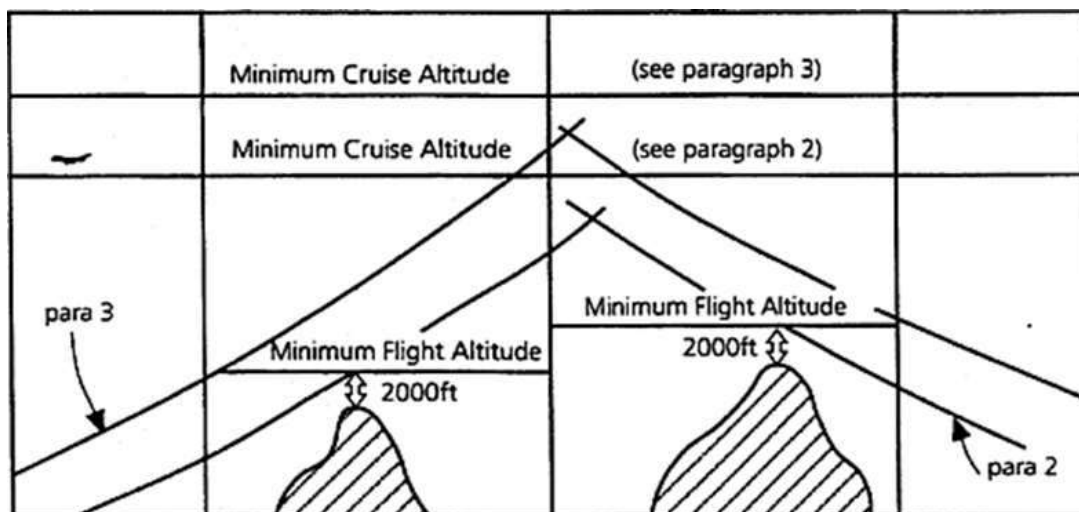 Minimum Cruise Altitude (see paragraph 3)
Minimum Cruise Altitude (see paragraph 2)
para 3
Minimum Flight Altitude
2000ft
Minimum Flight Altitude
2000ft
para 2